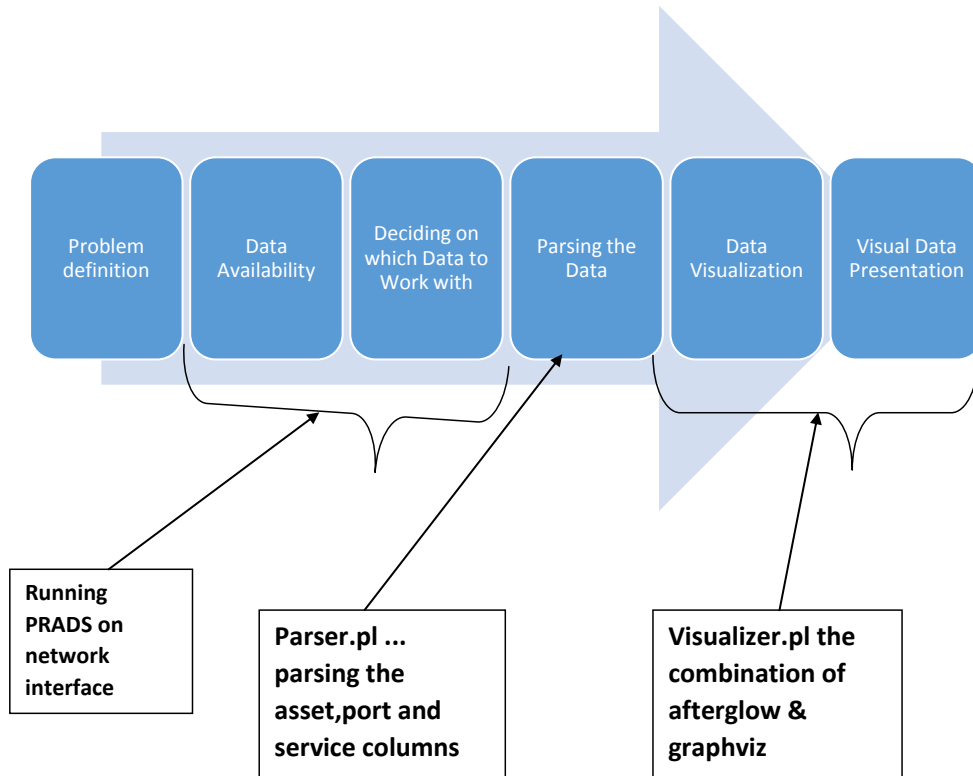 Problem
definition
Data
Availability
Deciding on
which Data to
Work with
Parsing the
Data
Data
Visualization
Visual Data
Presentation
Running
PRADS on
network
interface
Parser.pl ...
parsing the
asset,port and
service columns
Visualizer.pl the
combination of
afterglow &
graphviz